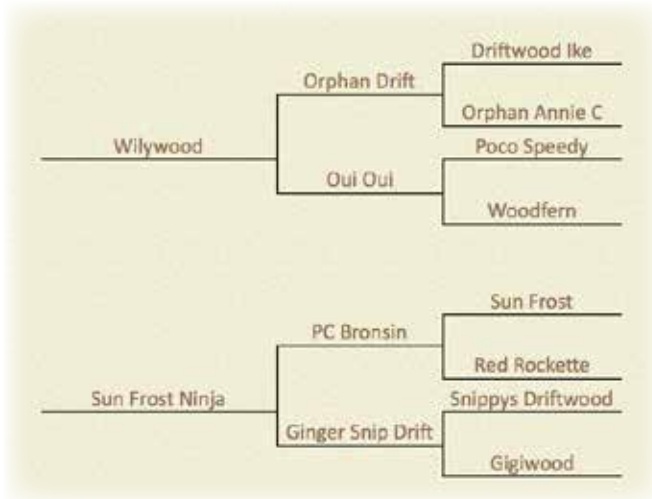 Driftwood Ike
Orphan Drift
Orphan Annie C
Wilywood
Poco Speedy
Oui Oui
Woodfern
Sun Frost
PC Bronsin
Red Rockette
Sun Frost Ninja
Snippys Driftwood
Ginger Snip Drift
Gigiwood